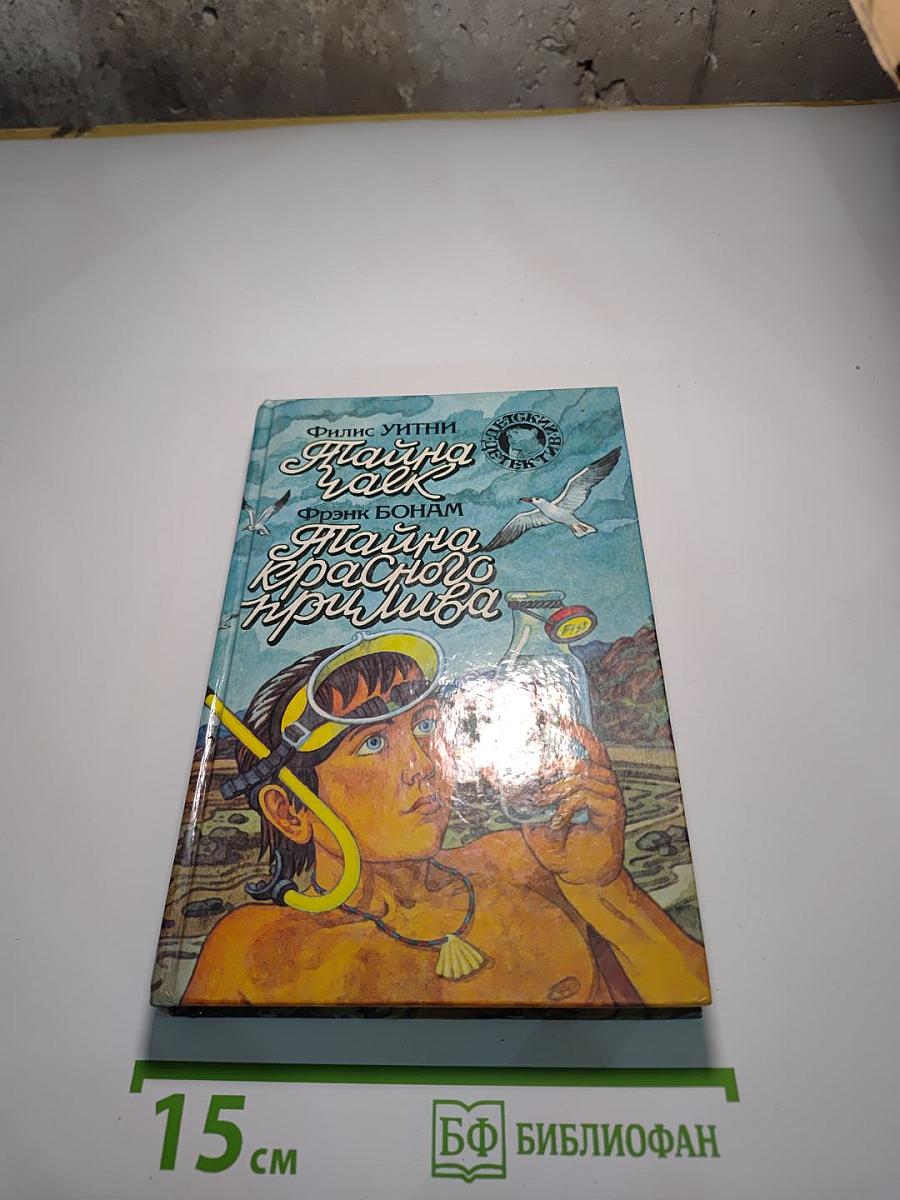 Филис УИТНИ
Тайна
чаек
ДЕТСКИЙ
ДЕТЕКТИВ
Фрэнк БОНАМ
Тайна
красного
прилива
15 см
БФ БИБЛИОФАН